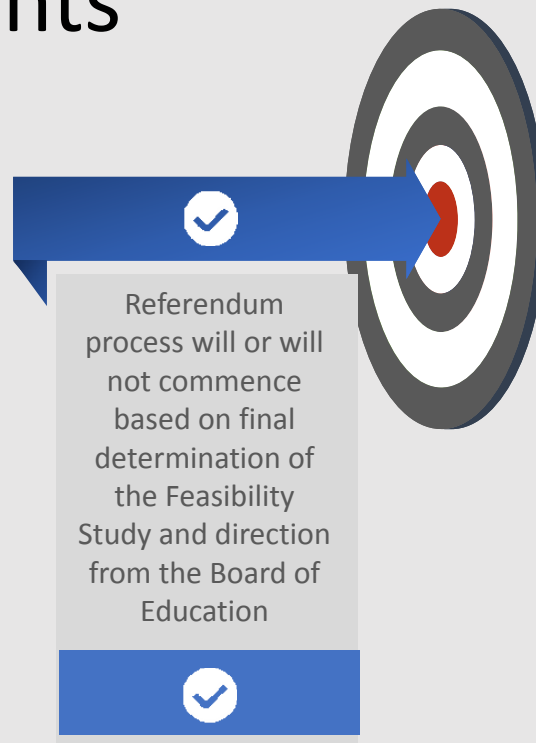 nts
Referendum
process will or will
not commence
based on final
determination of
the Feasibility
Study and direction
from the Board of
Education